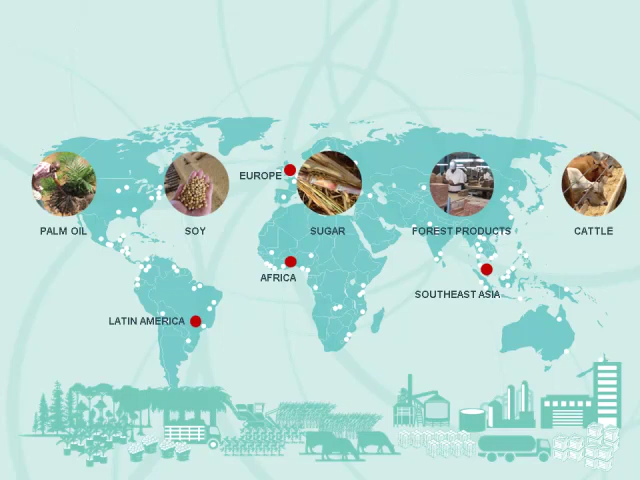 EUROPE
PALM OIL
SOY
SUGAR
FOREST PRODUCTS
CATTLE
AFRICA
SOUTHEAST ASIA
LATIN AMERICA